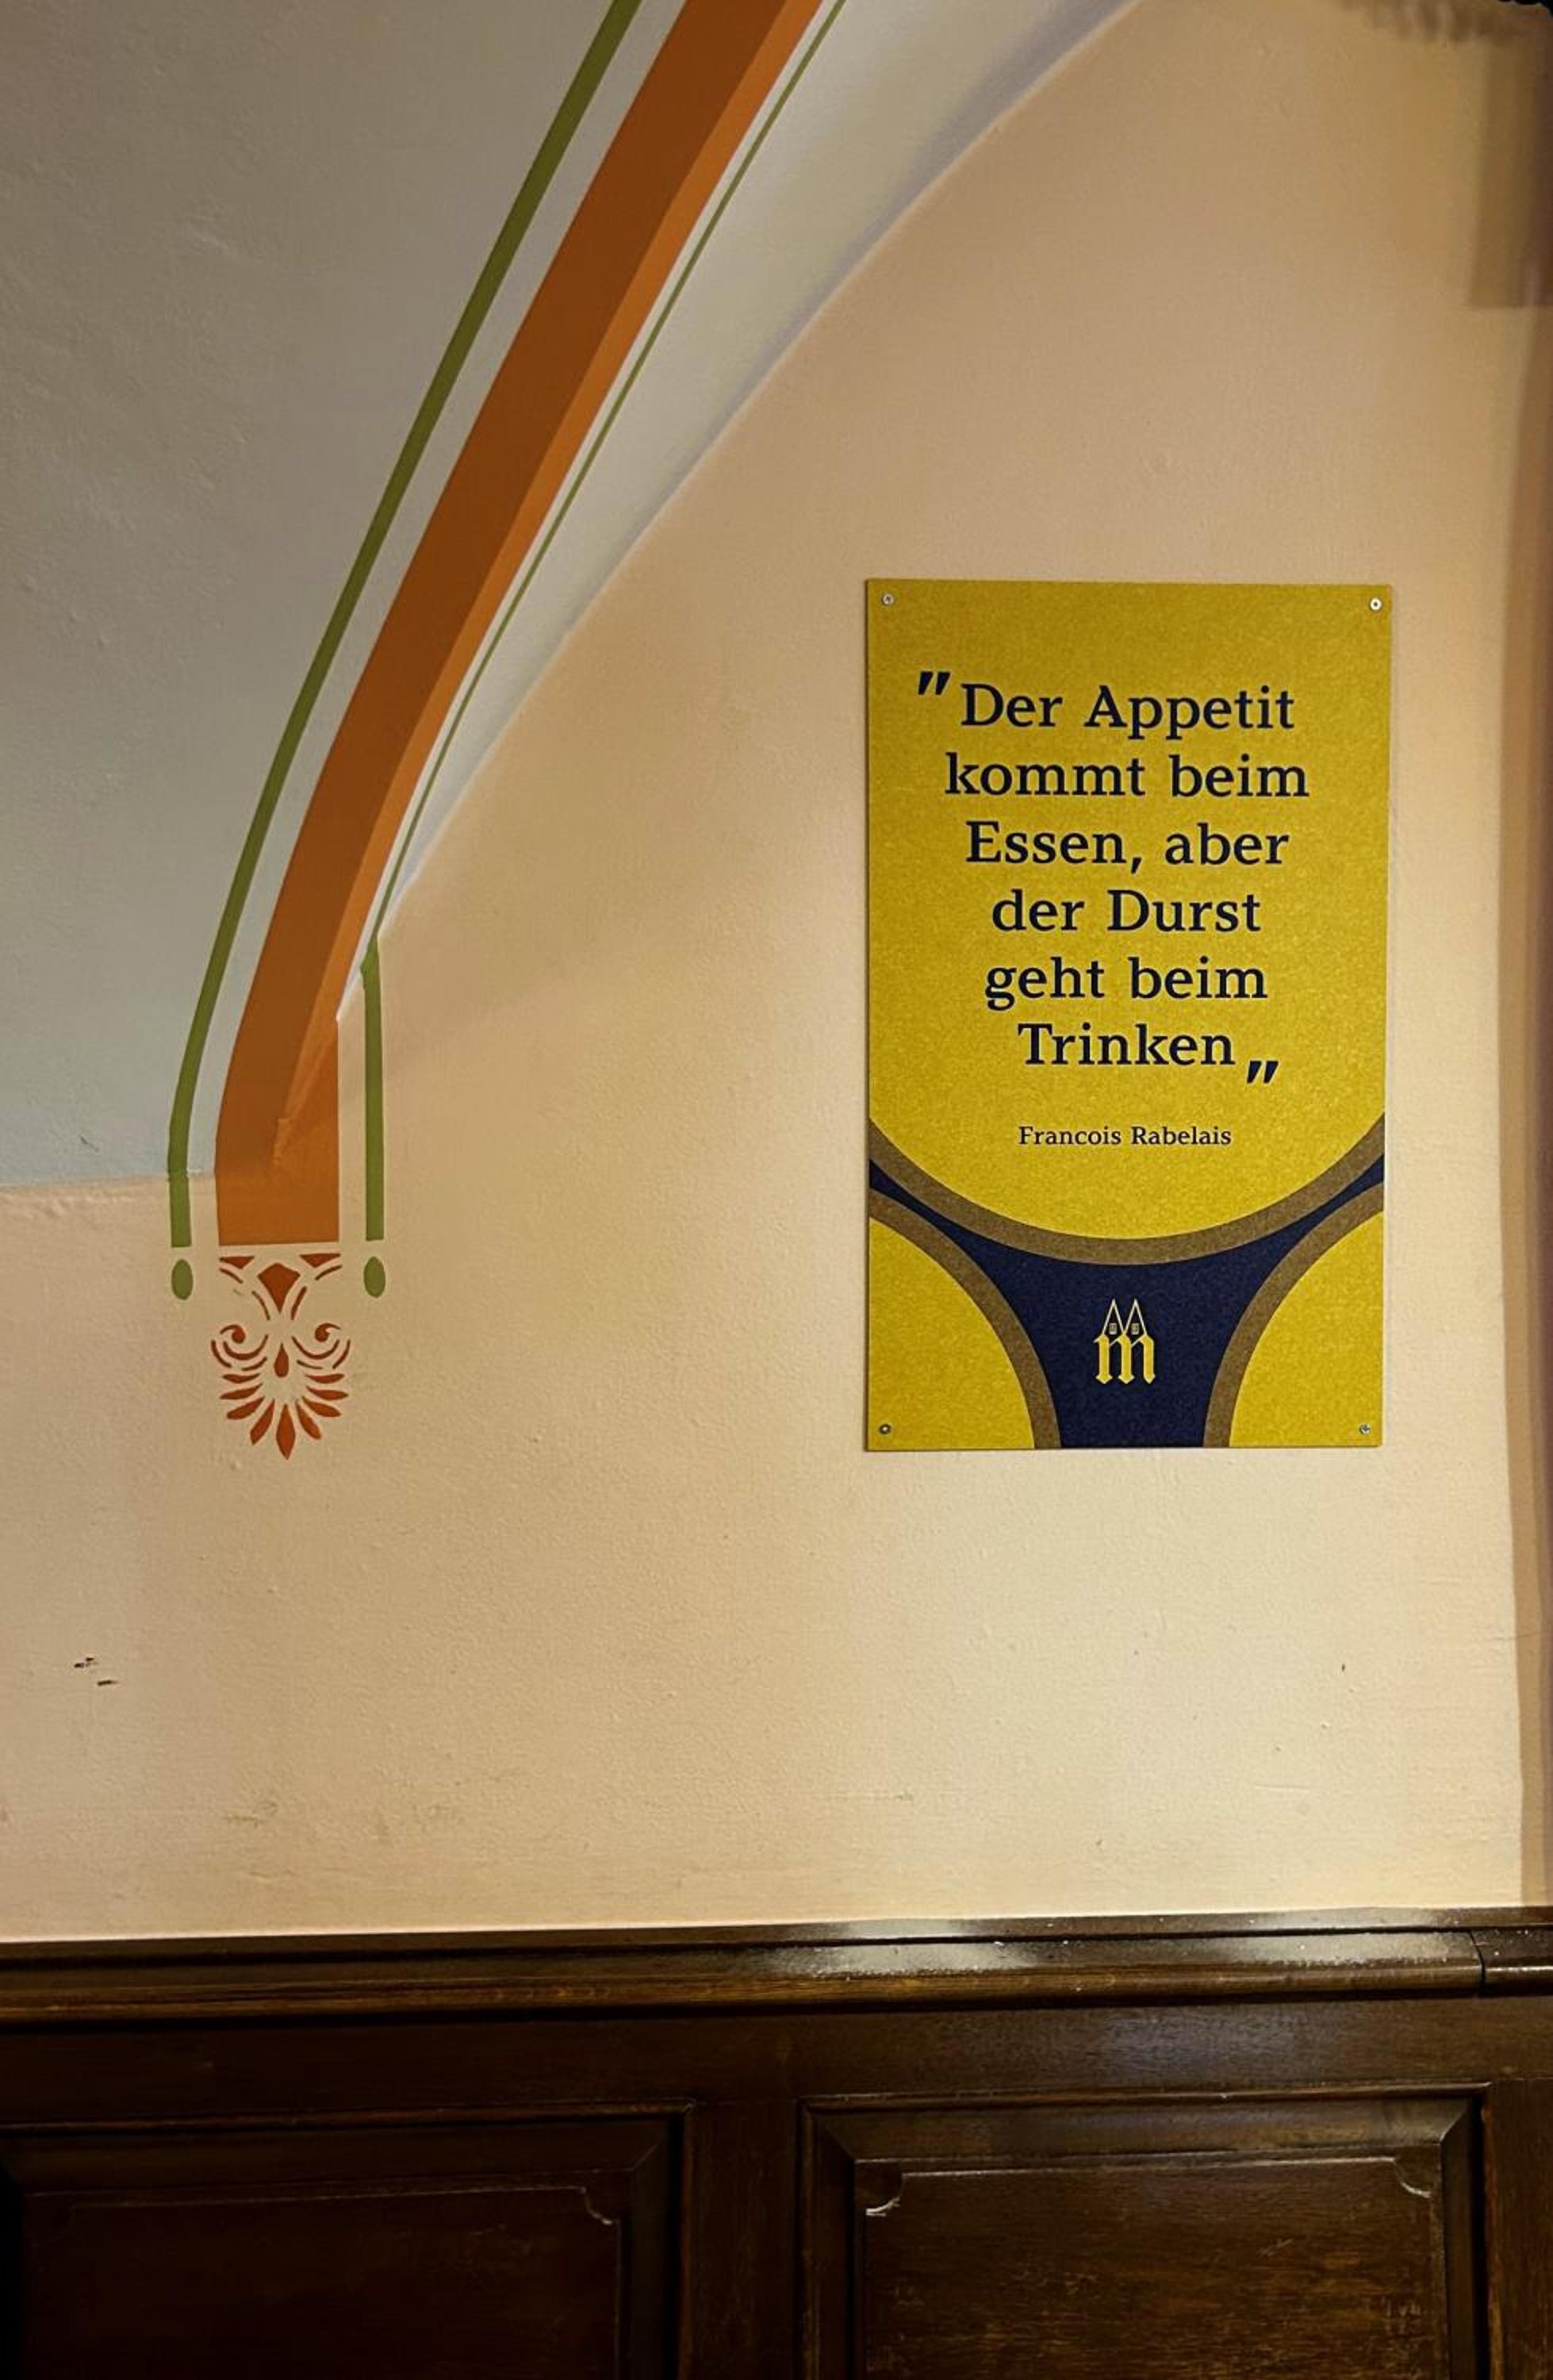 "Der Appetit
kommt beim
Essen, aber
der Durst
geht beim
Trinken"
Francois Rabelais
m